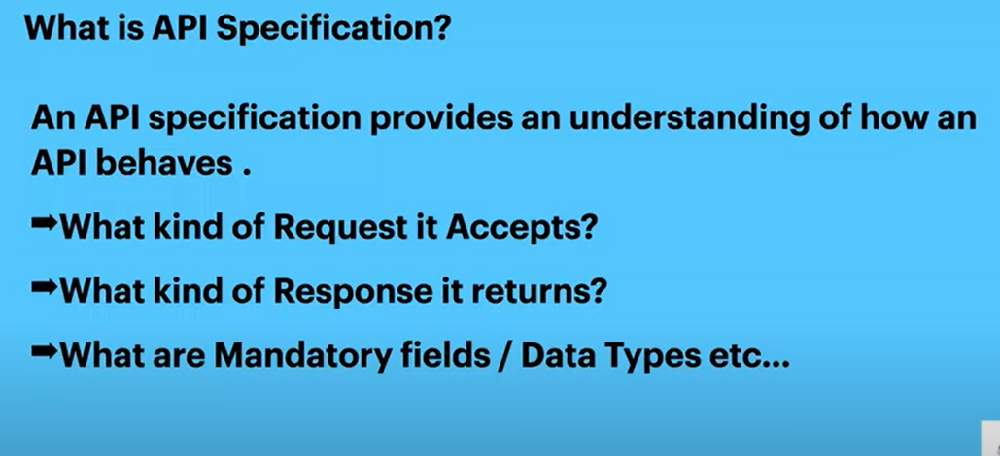 What is API Specification?
An API specification provides an understanding of how an
API behaves .
➡What kind of Request it Accepts?
➡What kind of Response it returns?
➡What are Mandatory fields / Data Types etc...